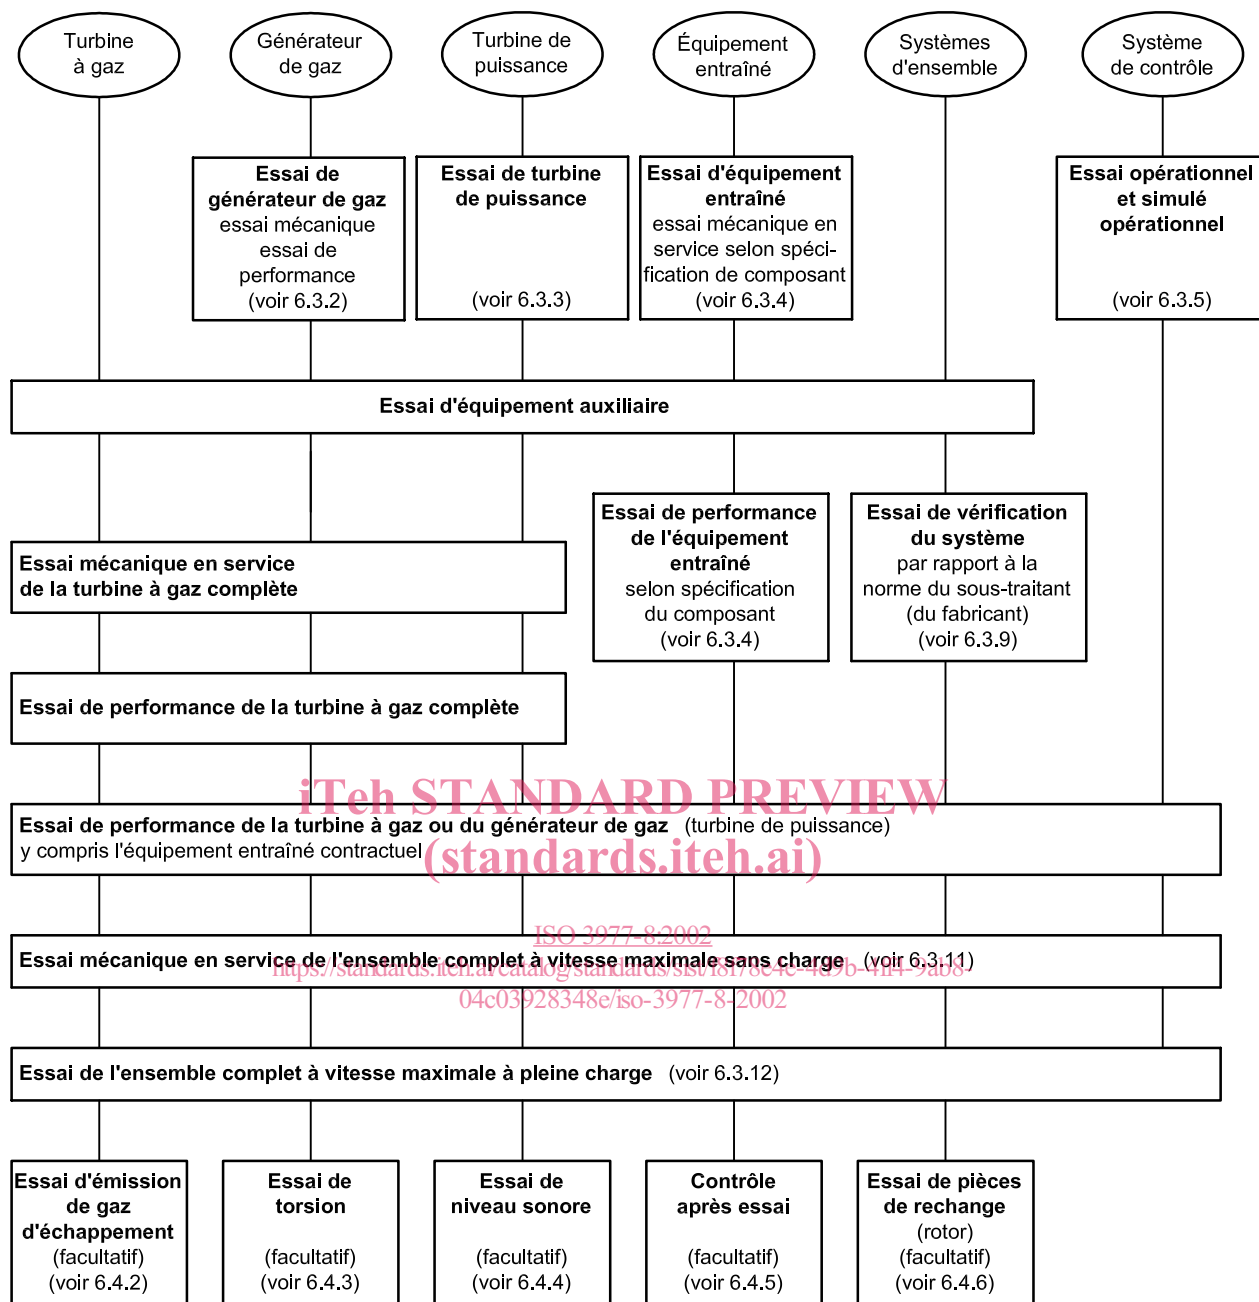 Turbine
à gaz
Générateur
de gaz
Turbine de
puissance
Équipement
entraîné
Systèmes
d'ensemble
Système
de contrôle
Essai de
générateur de gaz
essai mécanique
essai de
performance
(voir 6.3.2)
Essai de turbine
de puissance
(voir 6.3.3)
Essai d'équipement
entraîné
essai mécanique en
service selon spéci-
fication de composant
(voir 6.3.4)
Essai opérationnel
et simulé
opérationnel
(voir 6.3.5)
Essai d'équipement auxiliaire
Essai mécanique en service
de la turbine à gaz complète
Essai de performance
de l'équipement
entraîné
selon spécification
du composant
(voir 6.3.4)
Essai de vérification
du système
par rapport à la
norme du sous-traitant
(du fabricant)
(voir 6.3.9)
Essai de performance de la turbine à gaz complète
iTeh STANDARD PREVIEW
Essai de performance de la turbine à gaz ou du générateur de gaz (turbine de puissance)
y compris l'équipement entraîné contractuel
(standards.iteh.ai)
ISO 3977-8:2002
Essai mécanique en service de l'ensemble complet à vitesse maximale sans charge (voir 6.3.11)
04c03928348e/iso-3977-8-2002
Essai de l'ensemble complet à vitesse maximale à pleine charge (voir 6.3.12)
Essai d'émission
de gaz
d'échappement
(facultatif)
(voir 6.4.2)
Essai de
torsion
(facultatif)
(voir 6.4.3)
Essai de
niveau sonore
(facultatif)
(voir 6.4.4)
Contrôle
après essai
(facultatif)
(voir 6.4.5)
Essai de pièces
de rechange
(rotor)
(facultatif)
(voir 6.4.6)